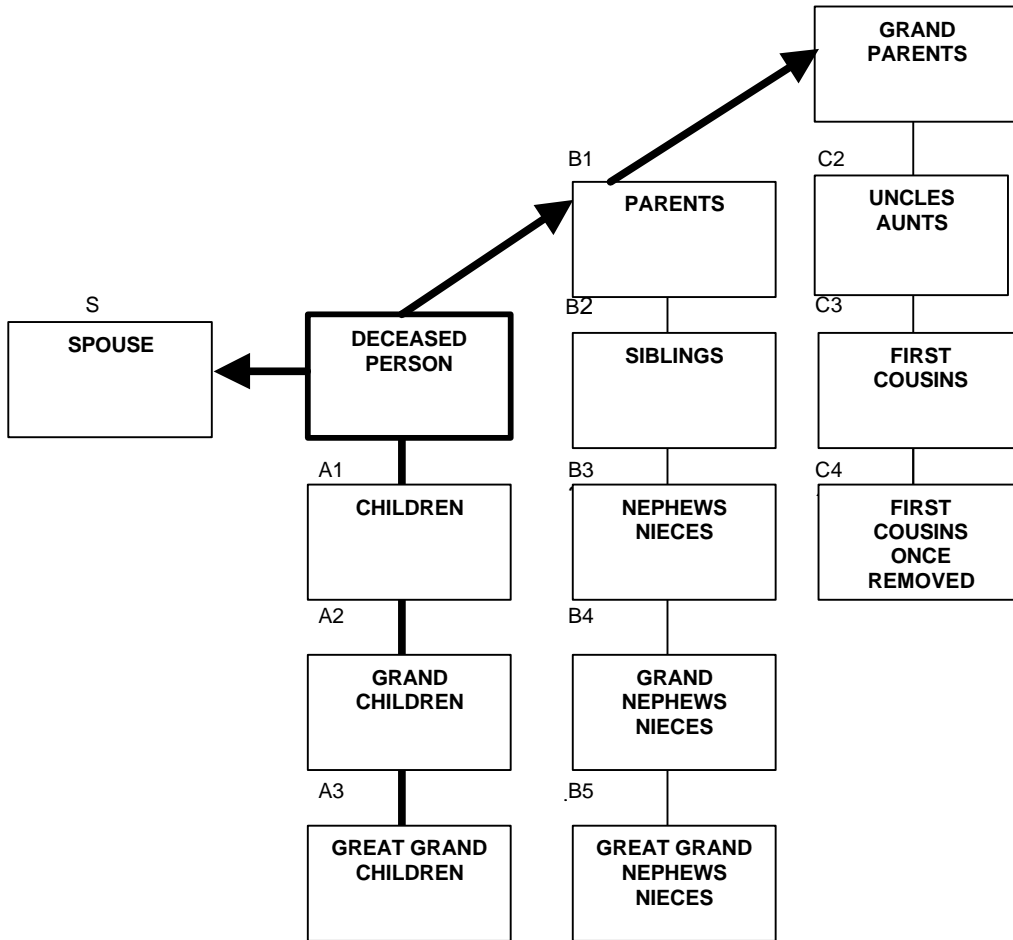 GRAND
PARENTS
B1
C2
PARENTS
UNCLES
AUNTS
S
B2
C3
SPOUSE
DECEASED
PERSON
SIBLINGS
FIRST
COUSINS
A1
B3
C4
CHILDREN
NEPHEWS
NIECES
FIRST
COUSINS
ONCE
REMOVED
A2
B4
GRAND
CHILDREN
GRAND
NEPHEWS
NIECES
A3
B5
GREAT GRAND
CHILDREN
GREAT GRAND
NEPHEWS
NIECES